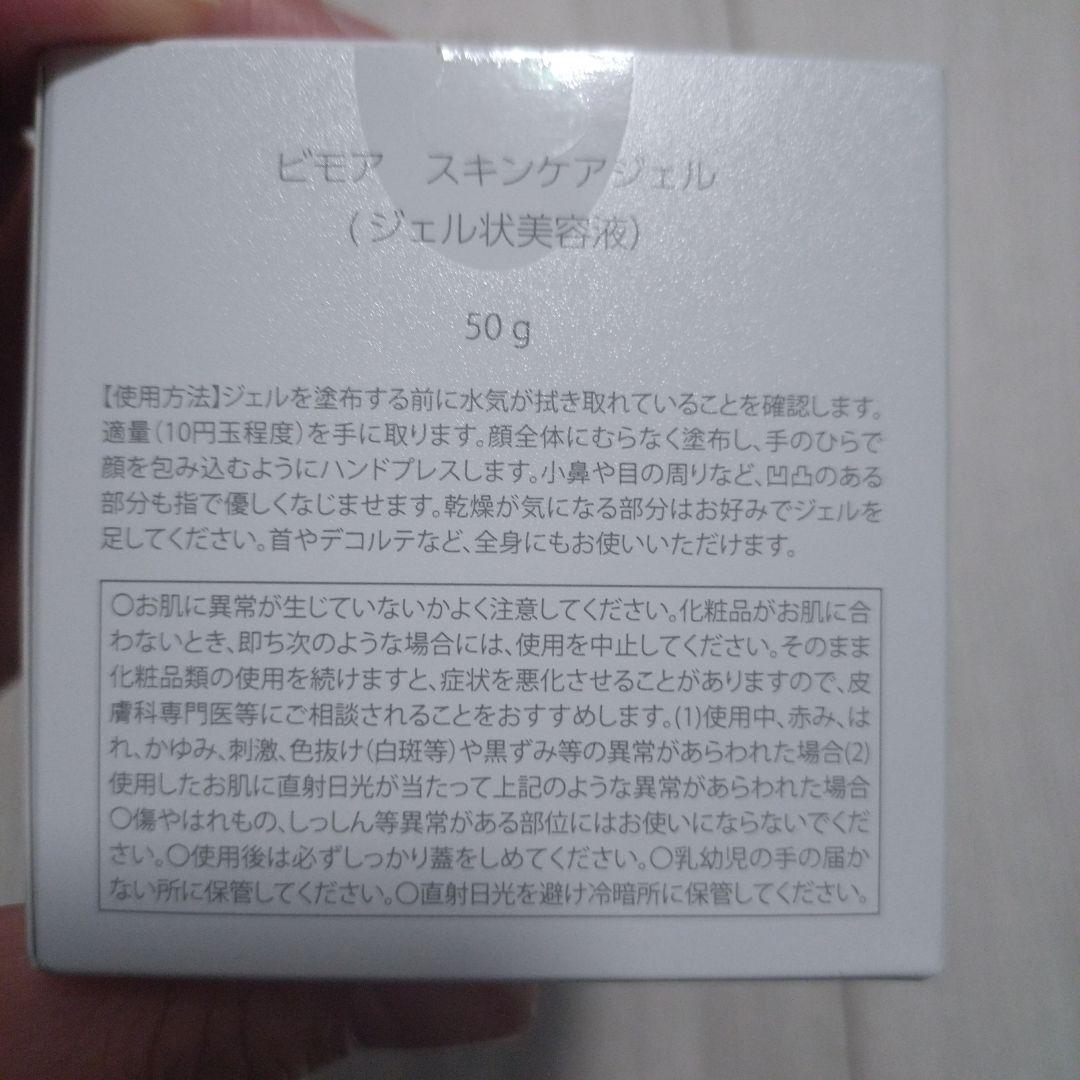 ビモア　スキンケアジェル
(ジェル状美容液)
50 g
【使用方法】ジェルを塗布する前に水気が拭き取れていることを確認します。
適量(10円玉程度)を手に取ります。顔全体にむらなく塗布し、手のひらで
顔を包み込むようにハンドプレスします。小鼻や目の周りなど、凹凸のある
部分も指で優しくなじませます。乾燥が気になる部分はお好みでジェルを
足してください。首やデコルテなど、全身にもお使いいただけます。
〇お肌に異常が生じていないかよく注意してください。化粧品がお肌に合
わないとき、即ち次のような場合には、使用を中止してください。そのまま
化粧品類の使用を続けますと、症状を悪化させることがありますので、皮
膚科専門医等にご相談されることをおすすめします。(1)使用中、赤み、は
れ、かゆみ、刺激、色抜け(白斑等)や黒ずみ等の異常があらわれた場合(2)
使用したお肌に直射日光が当たって上記のような異常があらわれた場合
〇傷やはれもの、しっしん等異常がある部位にはお使いにならないでくだ
さい。〇使用後は必ずしっかり蓋をしめてください。〇乳幼児の手の届か
ない所に保管してください。〇直射日光を避け冷暗所に保管してください。